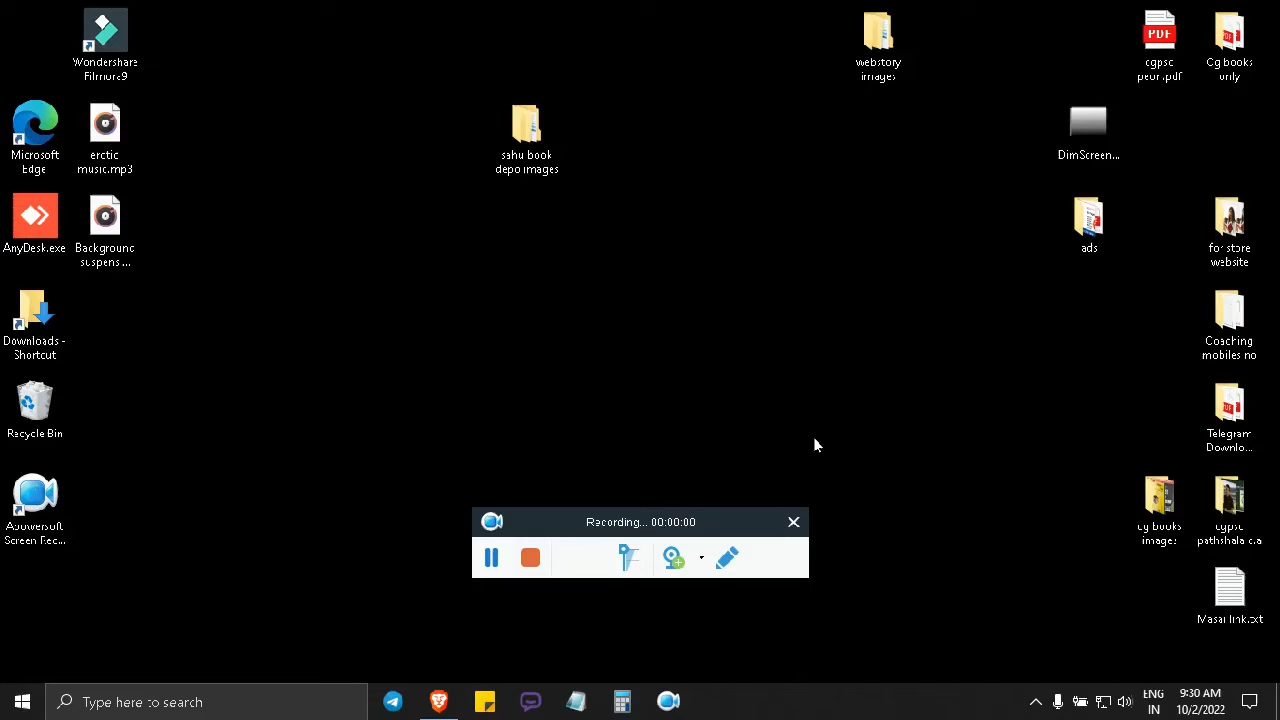 Wondershare
Filmora9
webstory
images
PDF
cgpsc
peon.pdf
Cg books
only
Microsoft
Edge
erctic
music.mp3
sahu book
depo images
DimScreen...
AnyDesk.exe
Background
suspens ...
ads
for store
website
Downloads -
Shortcut
Coaching
mobiles no
Recycle Bin
Telegram
Downlo...
Apowersoft
Screen Rec...
Recording... 00:00:00
cg books
images
cgpsc
pathshala c.a
Masai link.txt
Type here to search
ENG
IN
9:30 AM
10/2/2022